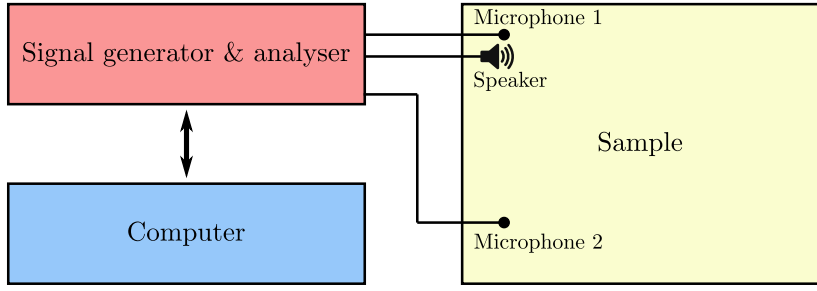 Microphone 1
Signal generator & analyser
Speaker
Sample
Computer
Microphone 2